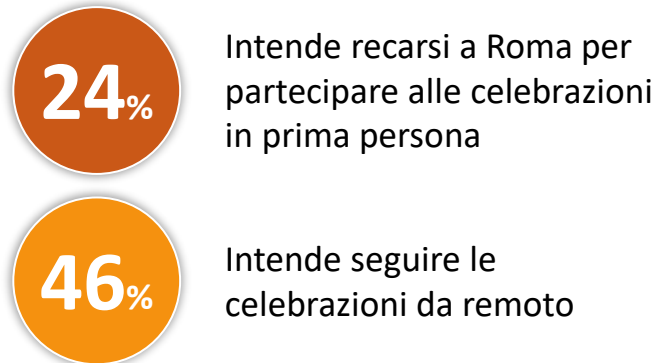 24%
Intende recarsi a Roma per
partecipare alle celebrazioni
in prima persona
46%
Intende seguire le
celebrazioni da remoto